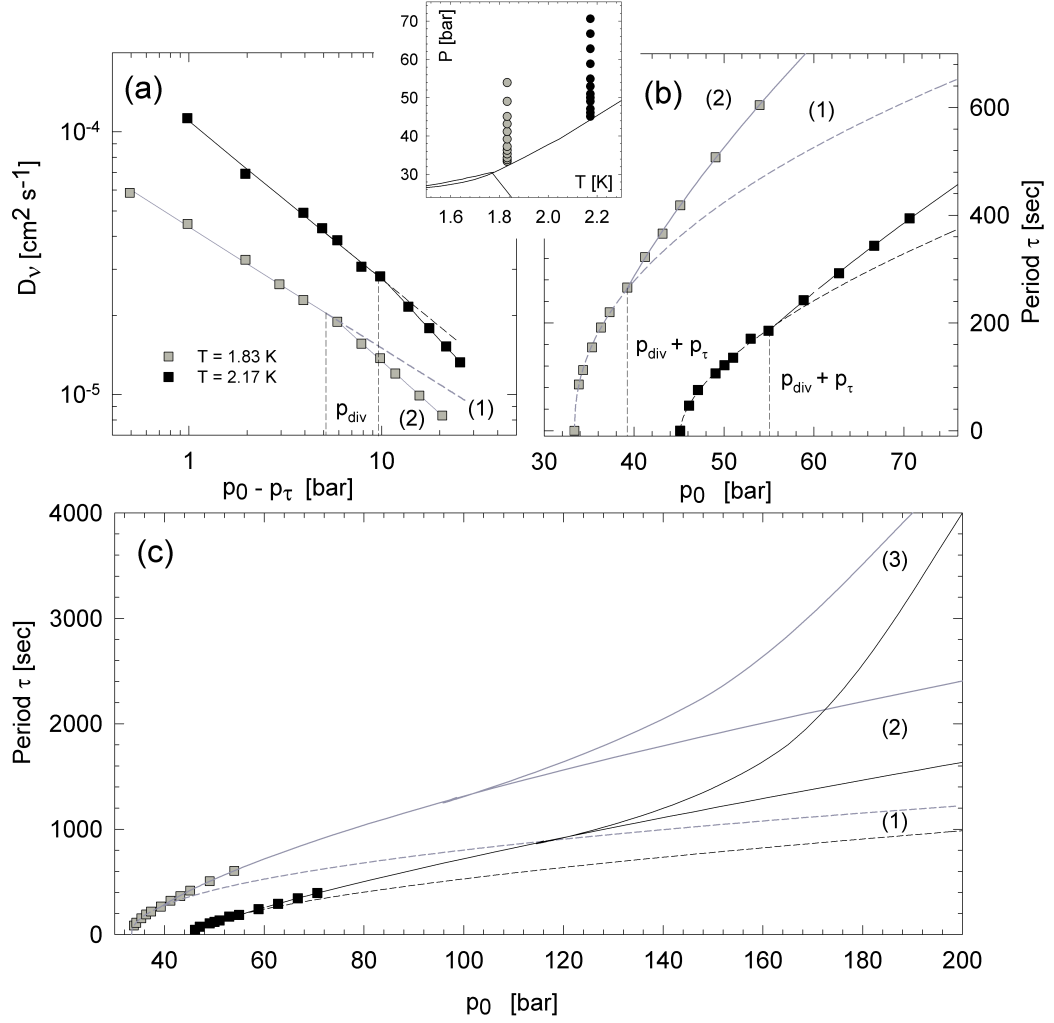 (a)
10⁻⁴
10⁻⁵
Dᵥ [cm² s⁻¹]
T = 1.83 K
T = 2.17 K
p_div
(2)
(1)
1
10
p₀ - p_τ [bar]
P [bar]
70
60
50
40
30
T [K]
1.6
1.8
2.0
2.2
(b)
(2)
(1)
p_div + p_τ
p_div + p_τ
600
400
200
0
Period τ [sec]
30
40
50
60
70
p₀ [bar]
(c)
4000
3000
2000
1000
0
Period τ [sec]
(3)
(2)
(1)
40
60
80
100
120
140
160
180
200
p₀ [bar]